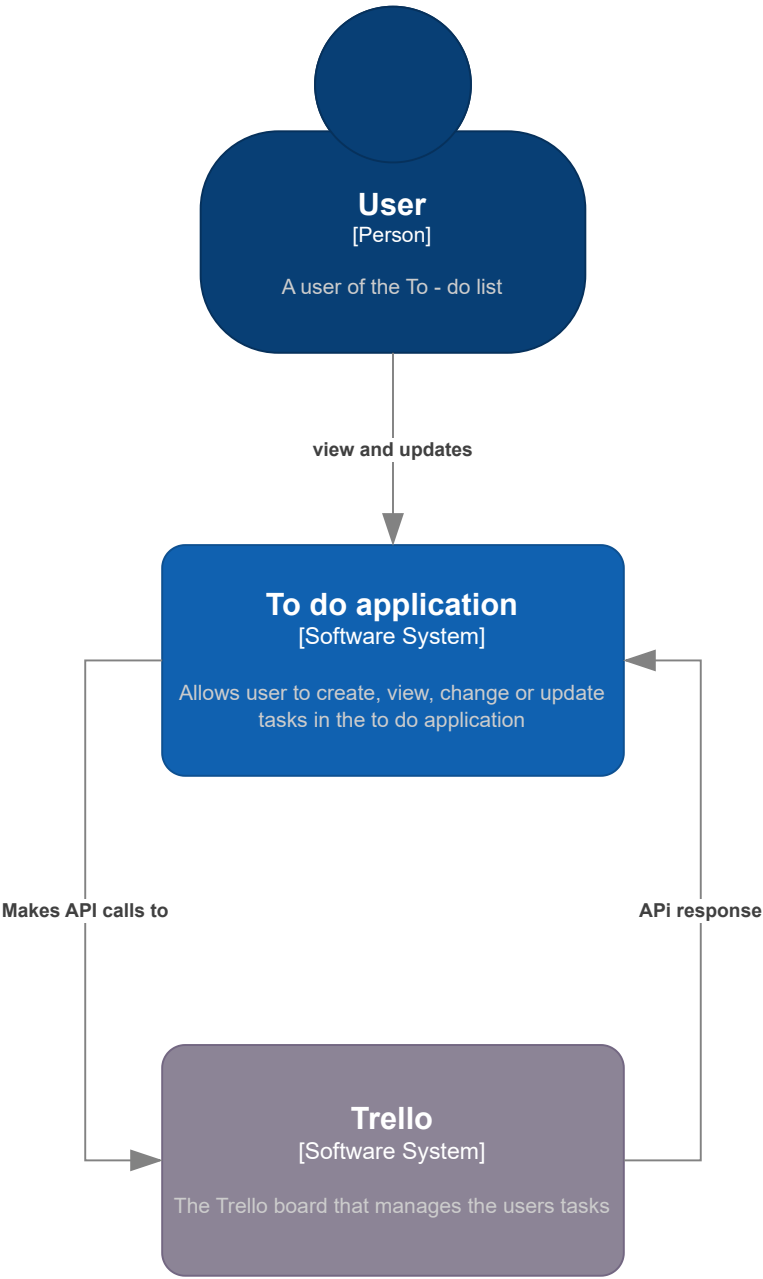 User
[Person]
A user of the To - do list
view and updates
To do application
[Software System]
Allows user to create, view, change or update
tasks in the to do application
Makes API calls to
APi response
Trello
[Software System]
The Trello board that manages the users tasks